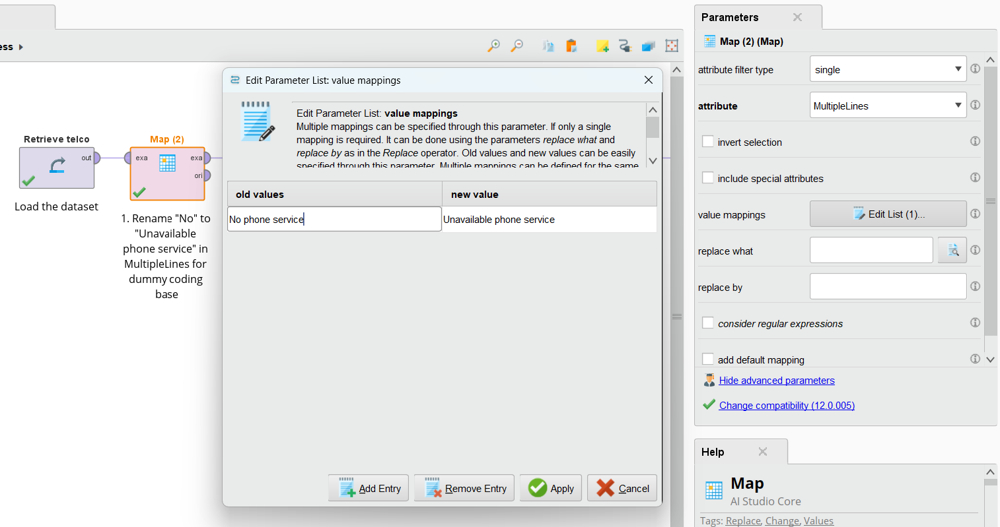 ess
Retrieve telco
out
Load the dataset
Map (2)
exa
exa
ori
1. Rename "No" to
"Unavailable
phone service" in
MultipleLines for
dummy coding
base
Edit Parameter List: value mappings
Edit Parameter List: value mappings
Multiple mappings can be specified through this parameter. If only a single
mapping is required. It can be done using the parameters replace what and
replace by as in the Replace operator. Old values and new values can be easily
specified through this parameter. Multiple mappings can be defined for the same
old values
new value
No phone service
Unavailable phone service
Add Entry
Remove Entry
Apply
Cancel
Parameters
Map (2) (Map)
attribute filter type
single
attribute
MultipleLines
invert selection
include special attributes
value mappings
Edit List (1)...
replace what
replace by
consider regular expressions
add default mapping
Hide advanced parameters
Change compatibility (12.0.005)
Help
Map
AI Studio Core
Tags: Replace, Change, Values